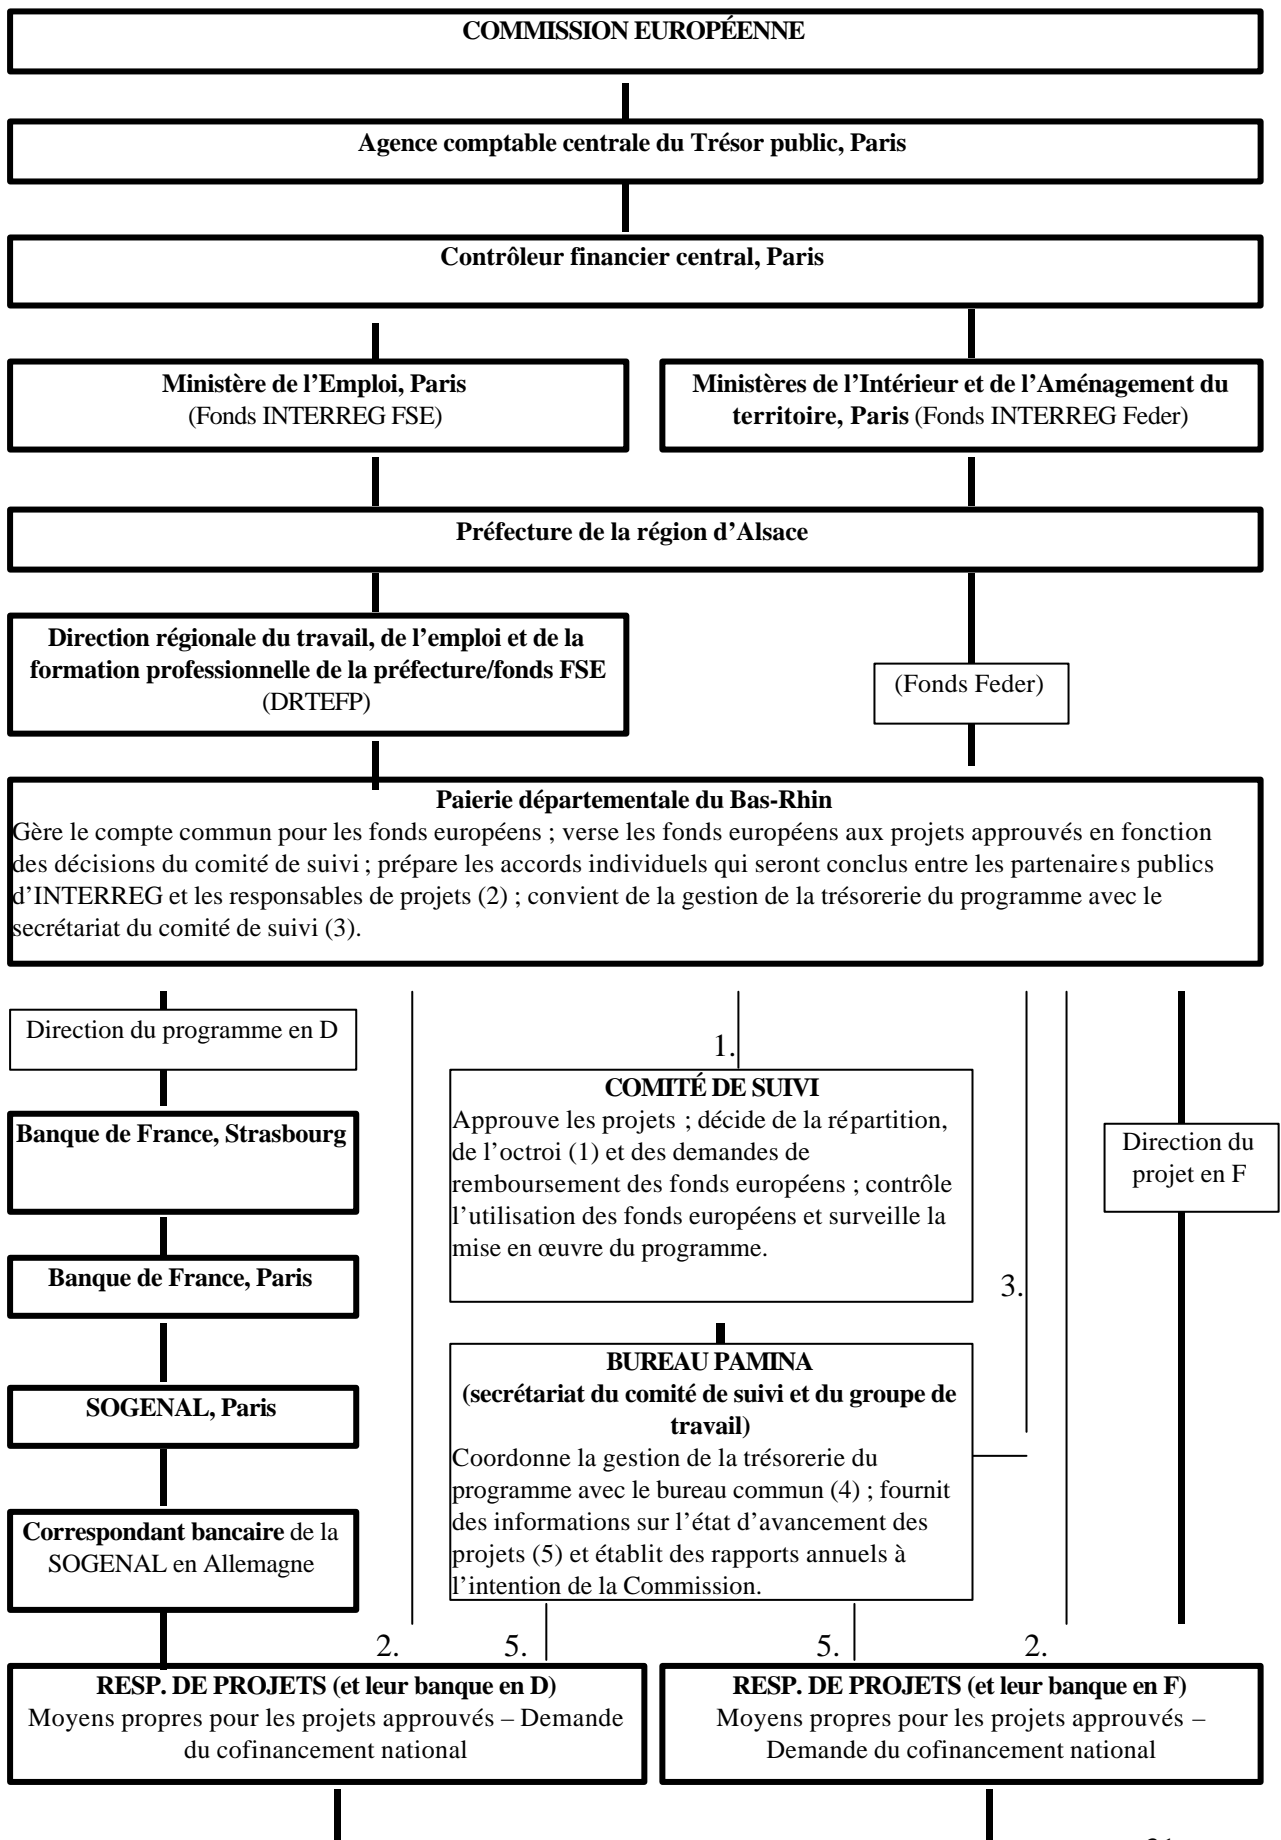 COMMISSION EUROPÉENNE
Agence comptable centrale du Trésor public, Paris
Contrôleur financier central, Paris
Ministère de l’Emploi, Paris
(Fonds INTERREG FSE)
Ministères de l’Intérieur et de l’Aménagement du
territoire, Paris (Fonds INTERREG Feder)
Préfecture de la région d’Alsace
Direction régionale du travail, de l’emploi et de la
formation professionnelle de la préfecture/fonds FSE
(DRTEFP)
(Fonds Feder)
Paierie départementale du Bas-Rhin
Gère le compte commun pour les fonds européens ; verse les fonds européens aux projets approuvés en fonction
des décisions du comité de suivi ; prépare les accords individuels qui seront conclus entre les partenaires publics
d’INTERREG et les responsables de projets (2) ; convient de la gestion de la trésorerie du programme avec le
secrétariat du comité de suivi (3).
Direction du programme en D
Banque de France, Strasbourg
Banque de France, Paris
SOGENAL, Paris
Correspondant bancaire de la
SOGENAL en Allemagne
1.
COMITÉ DE SUIVI
Approuve les projets ; décide de la répartition,
de l’octroi (1) et des demandes de
remboursement des fonds européens ; contrôle
l’utilisation des fonds européens et surveille la
mise en œuvre du programme.
3.
Direction du
projet en F
BUREAU PAMINA
(secrétariat du comité de suivi et du groupe de
travail)
Coordonne la gestion de la trésorerie du
programme avec le bureau commun (4) ; fournit
des informations sur l’état d’avancement des
projets (5) et établit des rapports annuels à
l’intention de la Commission.
2. 5. 5. 2.
RESP. DE PROJETS (et leur banque en D)
Moyens propres pour les projets approuvés – Demande
du cofinancement national
RESP. DE PROJETS (et leur banque en F)
Moyens propres pour les projets approuvés –
Demande du cofinancement national